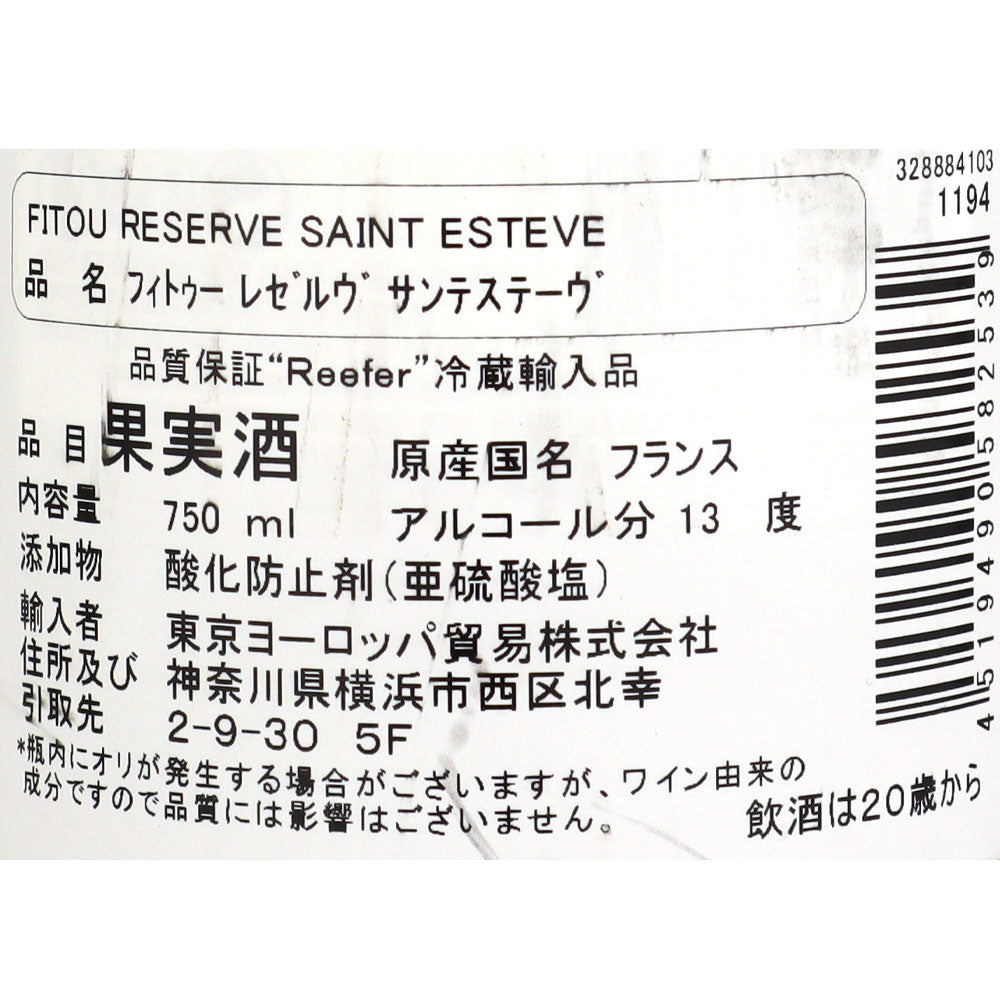 328884103
1194
FITOU RESERVE SAINT ESTEVE
品 名 フィトゥー レゼルヴ サンテステーヴ
品質保証“Reefer”冷蔵輸入品
品 目 果実酒 原産国名 フランス
内容量 750 ml アルコール分 13 度
添加物 酸化防止剤(亜硫酸塩)
輸入者 東京ヨーロッパ貿易株式会社
住所及び 神奈川県横浜市西区北幸
引取先 2-9-30 5F
*瓶内にオリが発生する場合がございますが、ワイン由来の
成分ですので品質には影響はございません。
飲酒は20歳から
4519490582539